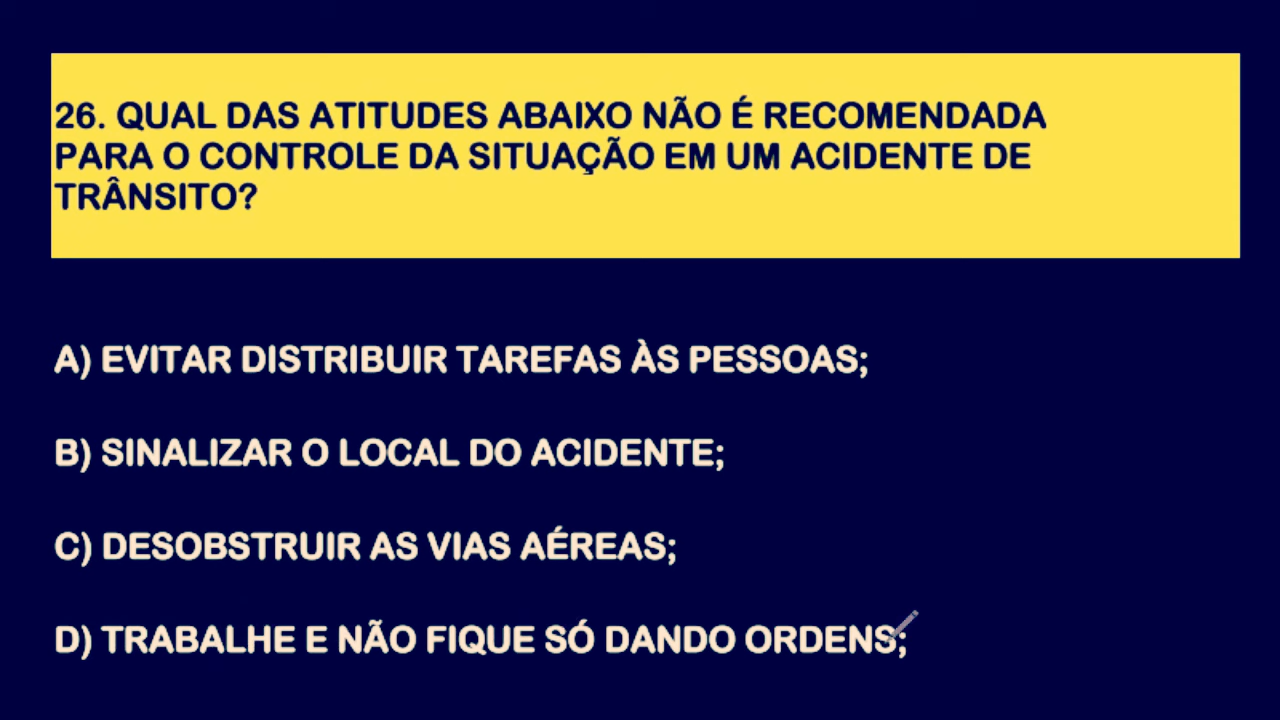 26. QUAL DAS ATITUDES ABAIXO NÃO É RECOMENDADA
PARA O CONTROLE DA SITUAÇÃO EM UM ACIDENTE DE
TRÂNSITO?
A) EVITAR DISTRIBUIR TAREFAS ÀS PESSOAS;
B) SINALIZAR O LOCAL DO ACIDENTE;
C) DESOBSTRUIR AS VIAS AÉREAS;
D) TRABALHE E NÃO FIQUE SÓ DANDO ORDENS;